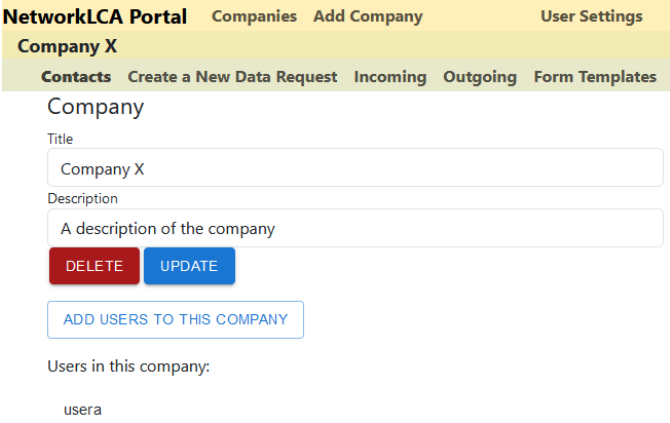 NetworkLCA Portal Companies Add Company User Settings
Company X
Contacts Create a New Data Request Incoming Outgoing Form Templates
Company
Title
Company X
Description
A description of the company
DELETE UPDATE
ADD USERS TO THIS COMPANY
Users in this company:
usera